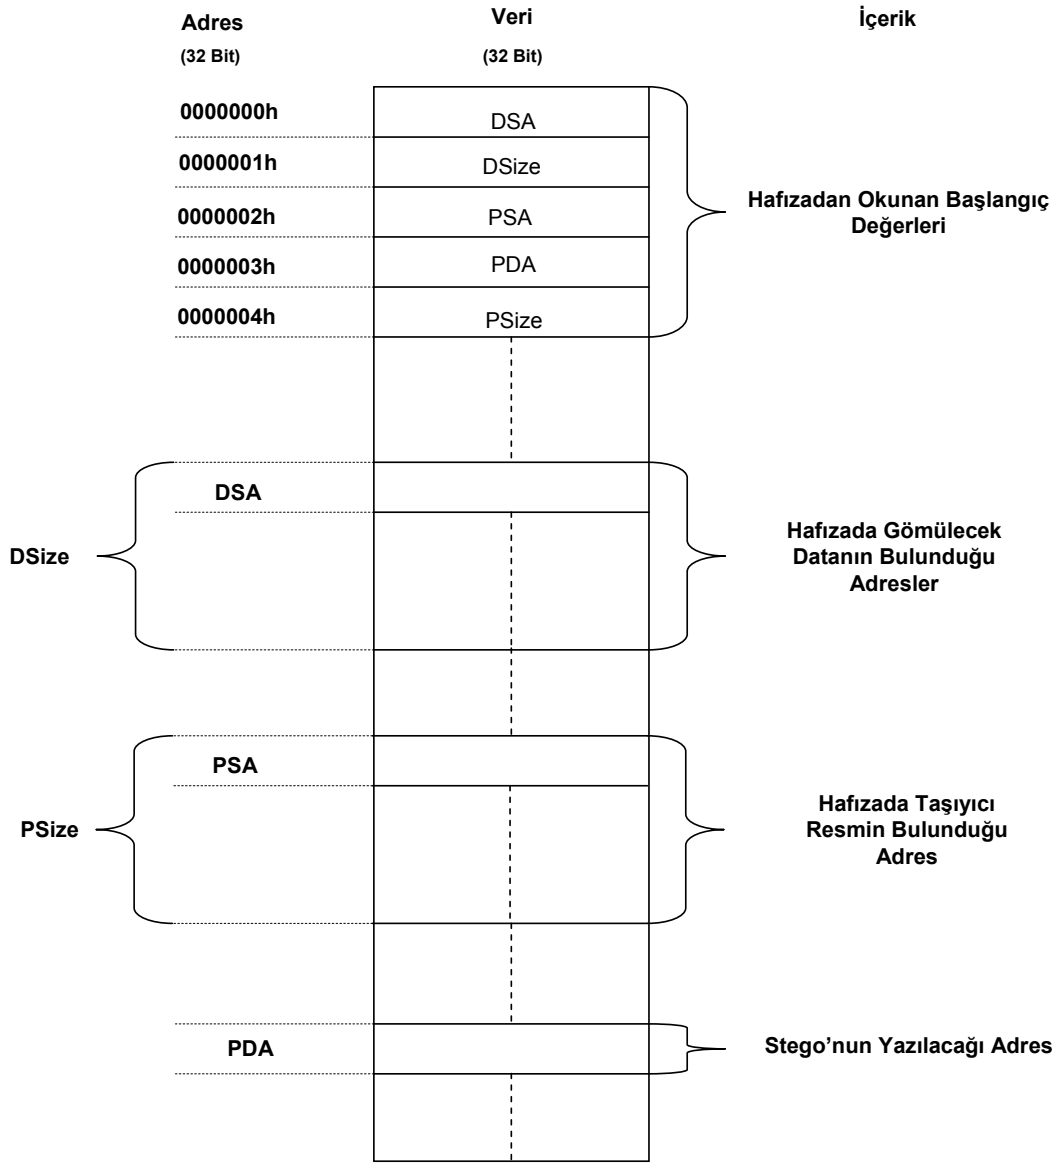 Adres
(32 Bit)
Veri
(32 Bit)
İçerik
0000000h
DSA
0000001h
DSize
0000002h
PSA
0000003h
PDA
0000004h
PSize
Hafızadan Okunan Başlangıç
Değerleri
DSA
DSize
Hafızada Gömülecek
Datanın Bulunduğu
Adresler
PSA
PSize
Hafızada Taşıyıcı
Resmin Bulunduğu
Adres
PDA
Stego’nun Yazılacağı Adres